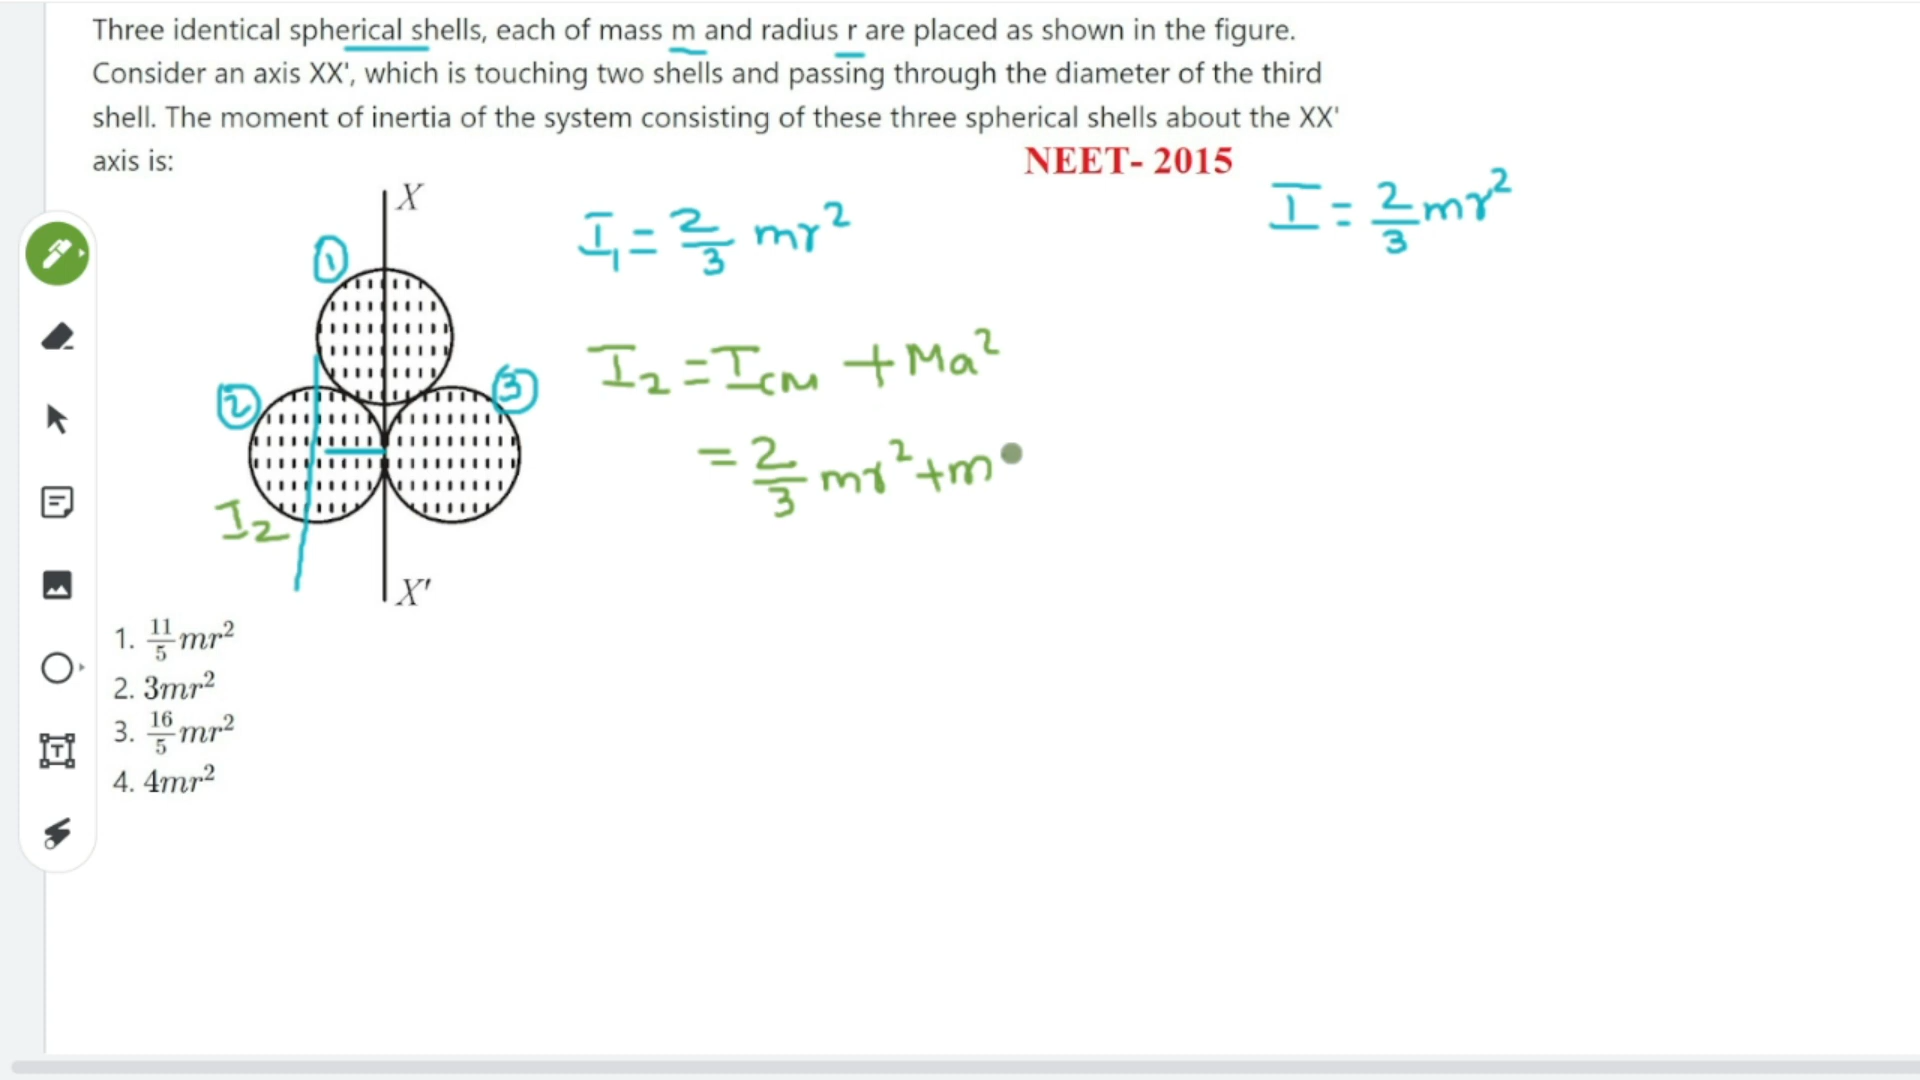 Three identical spherical shells, each of mass m and radius r are placed as shown in the figure.
Consider an axis XX', which is touching two shells and passing through the diameter of the third
shell. The moment of inertia of the system consisting of these three spherical shells about the XX'
axis is:
NEET- 2015
I = 2/3 mr²
X
①
I₁ = 2/3 mr²
②
③
I₂ = I_CM + Ma²
= 2/3 mr² + m
I₂
X'
1. 11/5 mr²
2. 3mr²
3. 16/5 mr²
4. 4mr²